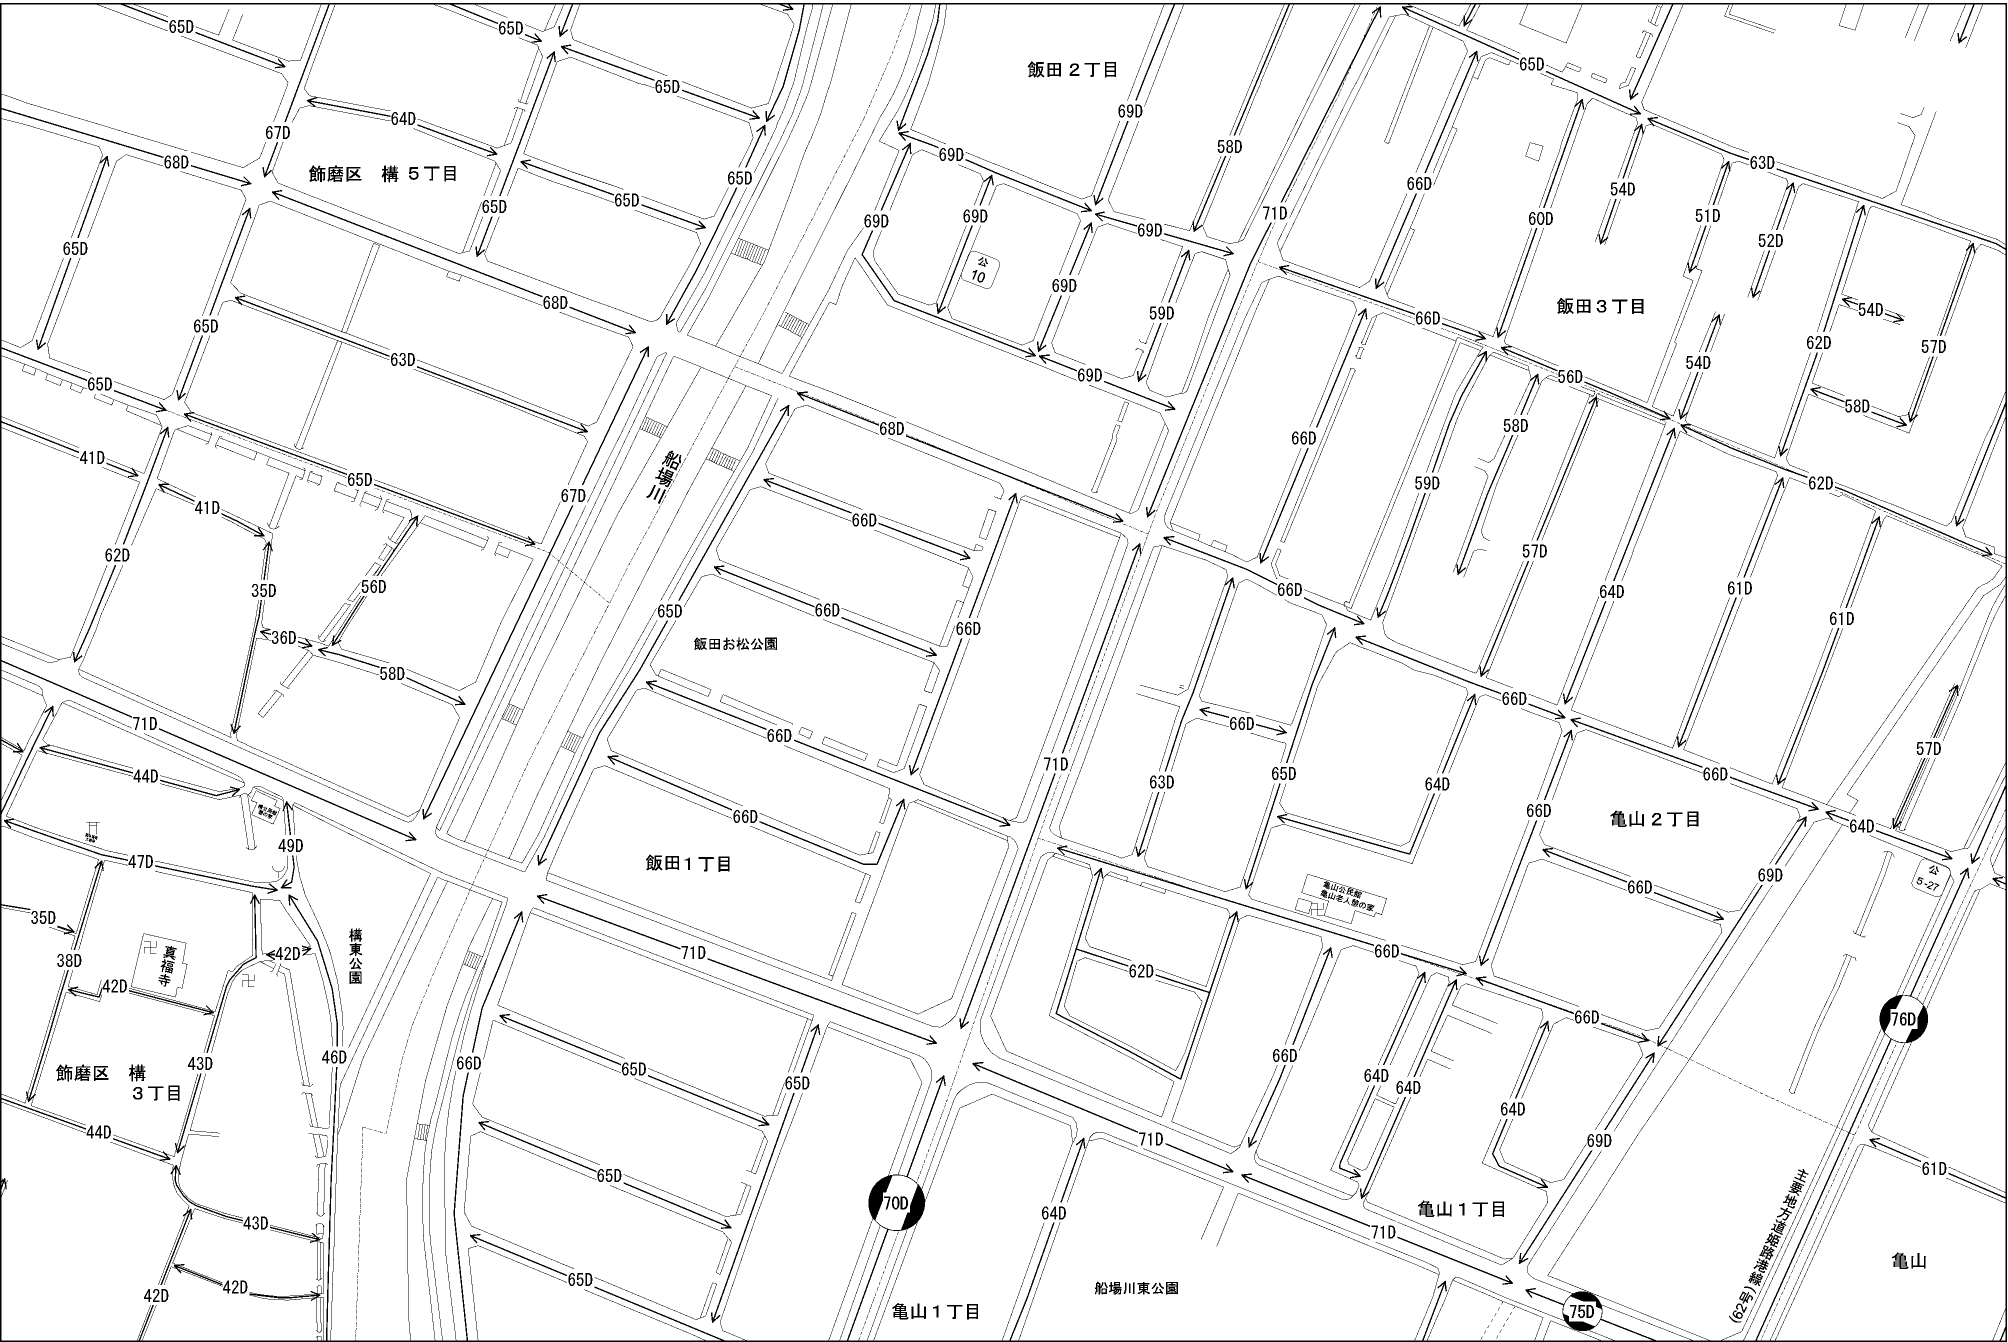 65D
65D
65D
65D
飯田２丁目
64D
67D
69D
65D
66D
63D
68D
飾磨区　構 ５丁目
69D
58D
54D
51D
65D
65D
65D
60D
52D
65D
69D
69D
69D
71D
公
10
69D
59D
68D
飯田３丁目
54D
62D
57D
66D
54D
65D
63D
69D
56D
58D
65D
68D
66D
58D
41D
65D
船場川
59D
62D
67D
41D
66D
57D
62D
35D
56D
65D
66D
66D
64D
61D
61D
36D
58D
飯田お松公園
66D
66D
71D
66D
66D
66D
44D
71D
65D
63D
64D
66D
57D
49D
47D
66D
飯田１丁目
亀山２丁目
64D
35D
38D
真福寺
42D
42D
構東公園
71D
62D
亀山公民館
亀山老人憩の家
66D
66D
69D
公
5-27
43D
46D
飾磨区　構
３丁目
66D
65D
65D
66D
64D
64D
64D
66D
76D
44D
65D
71D
69D
61D
43D
42D
42D
65D
70D
64D
71D
亀山１丁目
亀山１丁目
船場川東公園
75D
主要地方道姫路港線
(62号)
亀山